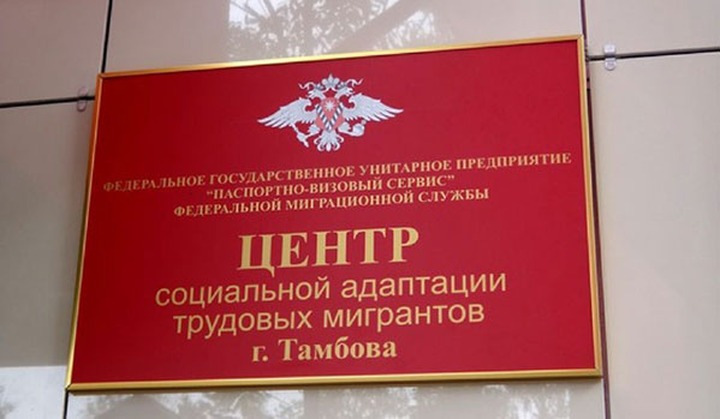 ФЕДЕРАЛЬНОЕ ГОСУДАРСТВЕННОЕ УНИТАРНОЕ ПРЕДПРИЯТИЕ
"ПАСПОРТНО-ВИЗОВЫЙ СЕРВИС"
ФЕДЕРАЛЬНОЙ МИГРАЦИОННОЙ СЛУЖБЫ
ЦЕНТР
социальной адаптации
трудовых мигрантов
г. Тамбова